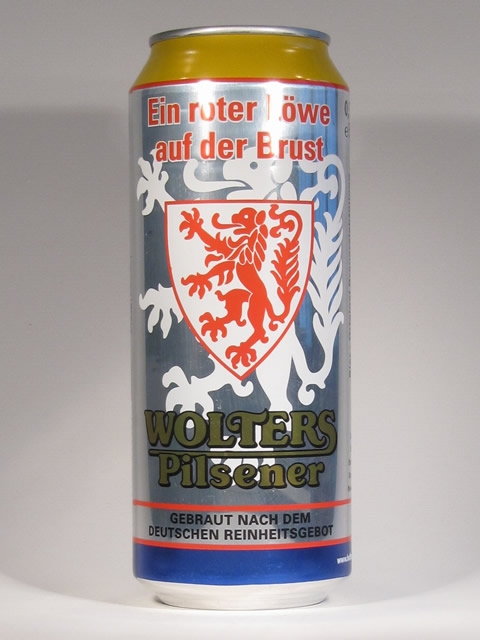 Ein roter Löwe
auf der Brust
WOLTERS
Pilsener
GEBRAUT NACH DEM
DEUTSCHEN REINHEITSGEBOT